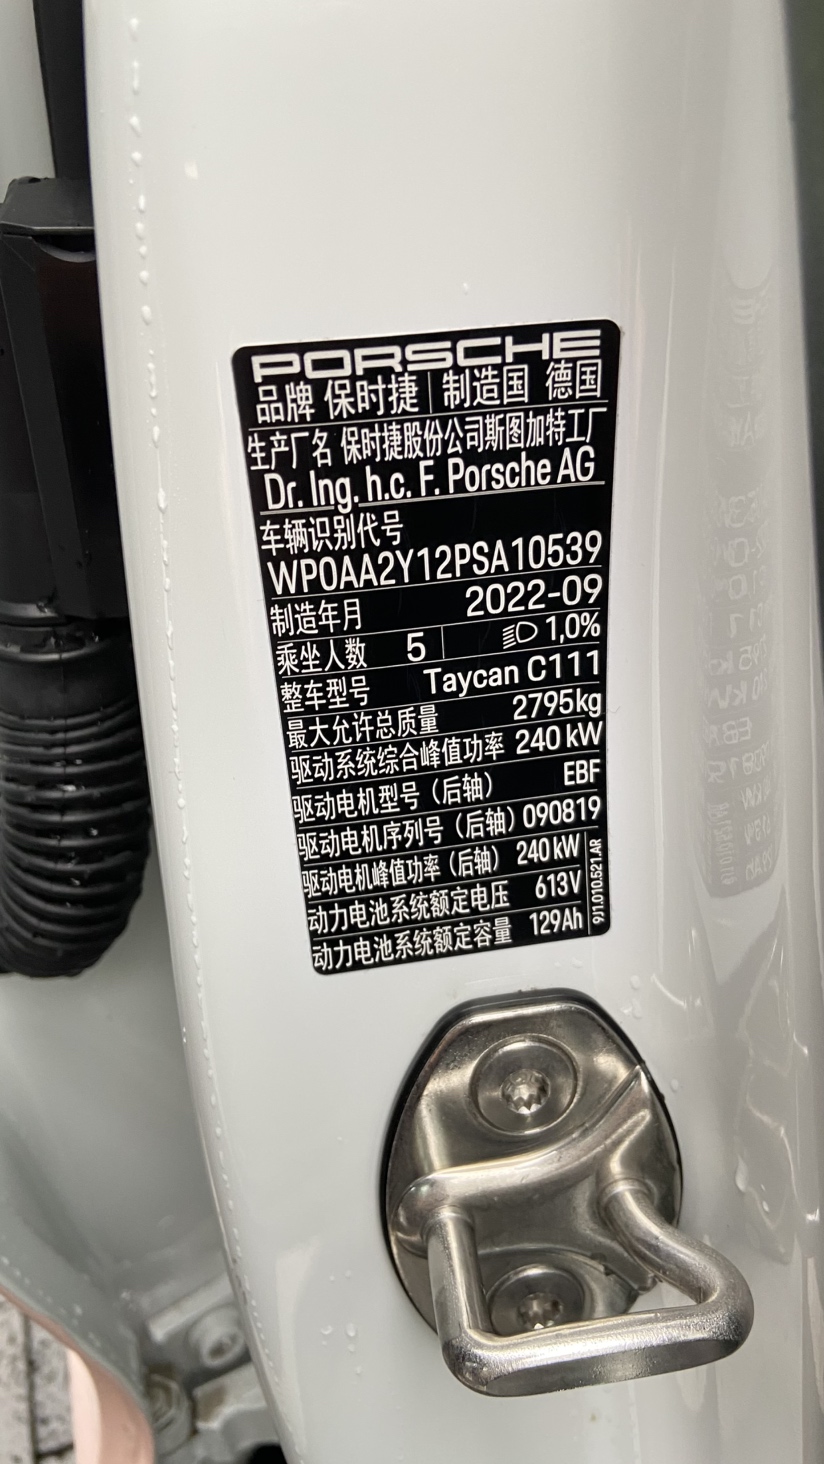 PORSCHE
品牌 保时捷 制造国 德国
生产厂名 保时捷股份公司斯图加特工厂
Dr. Ing. h.c. F. Porsche AG
车辆识别代号
WP0AA2Y12PSA10539
制造年月 2022-09
乘坐人数 5 1,0%
整车型号 Taycan C111
最大允许总质量 2795kg
驱动系统综合峰值功率 240 kW
驱动电机型号（后轴） EBF
驱动电机序列号（后轴） 090819
驱动电机峰值功率（后轴） 240 kW
动力电池系统额定电压 613V
动力电池系统额定容量 129Ah
9J1.010.521.AR